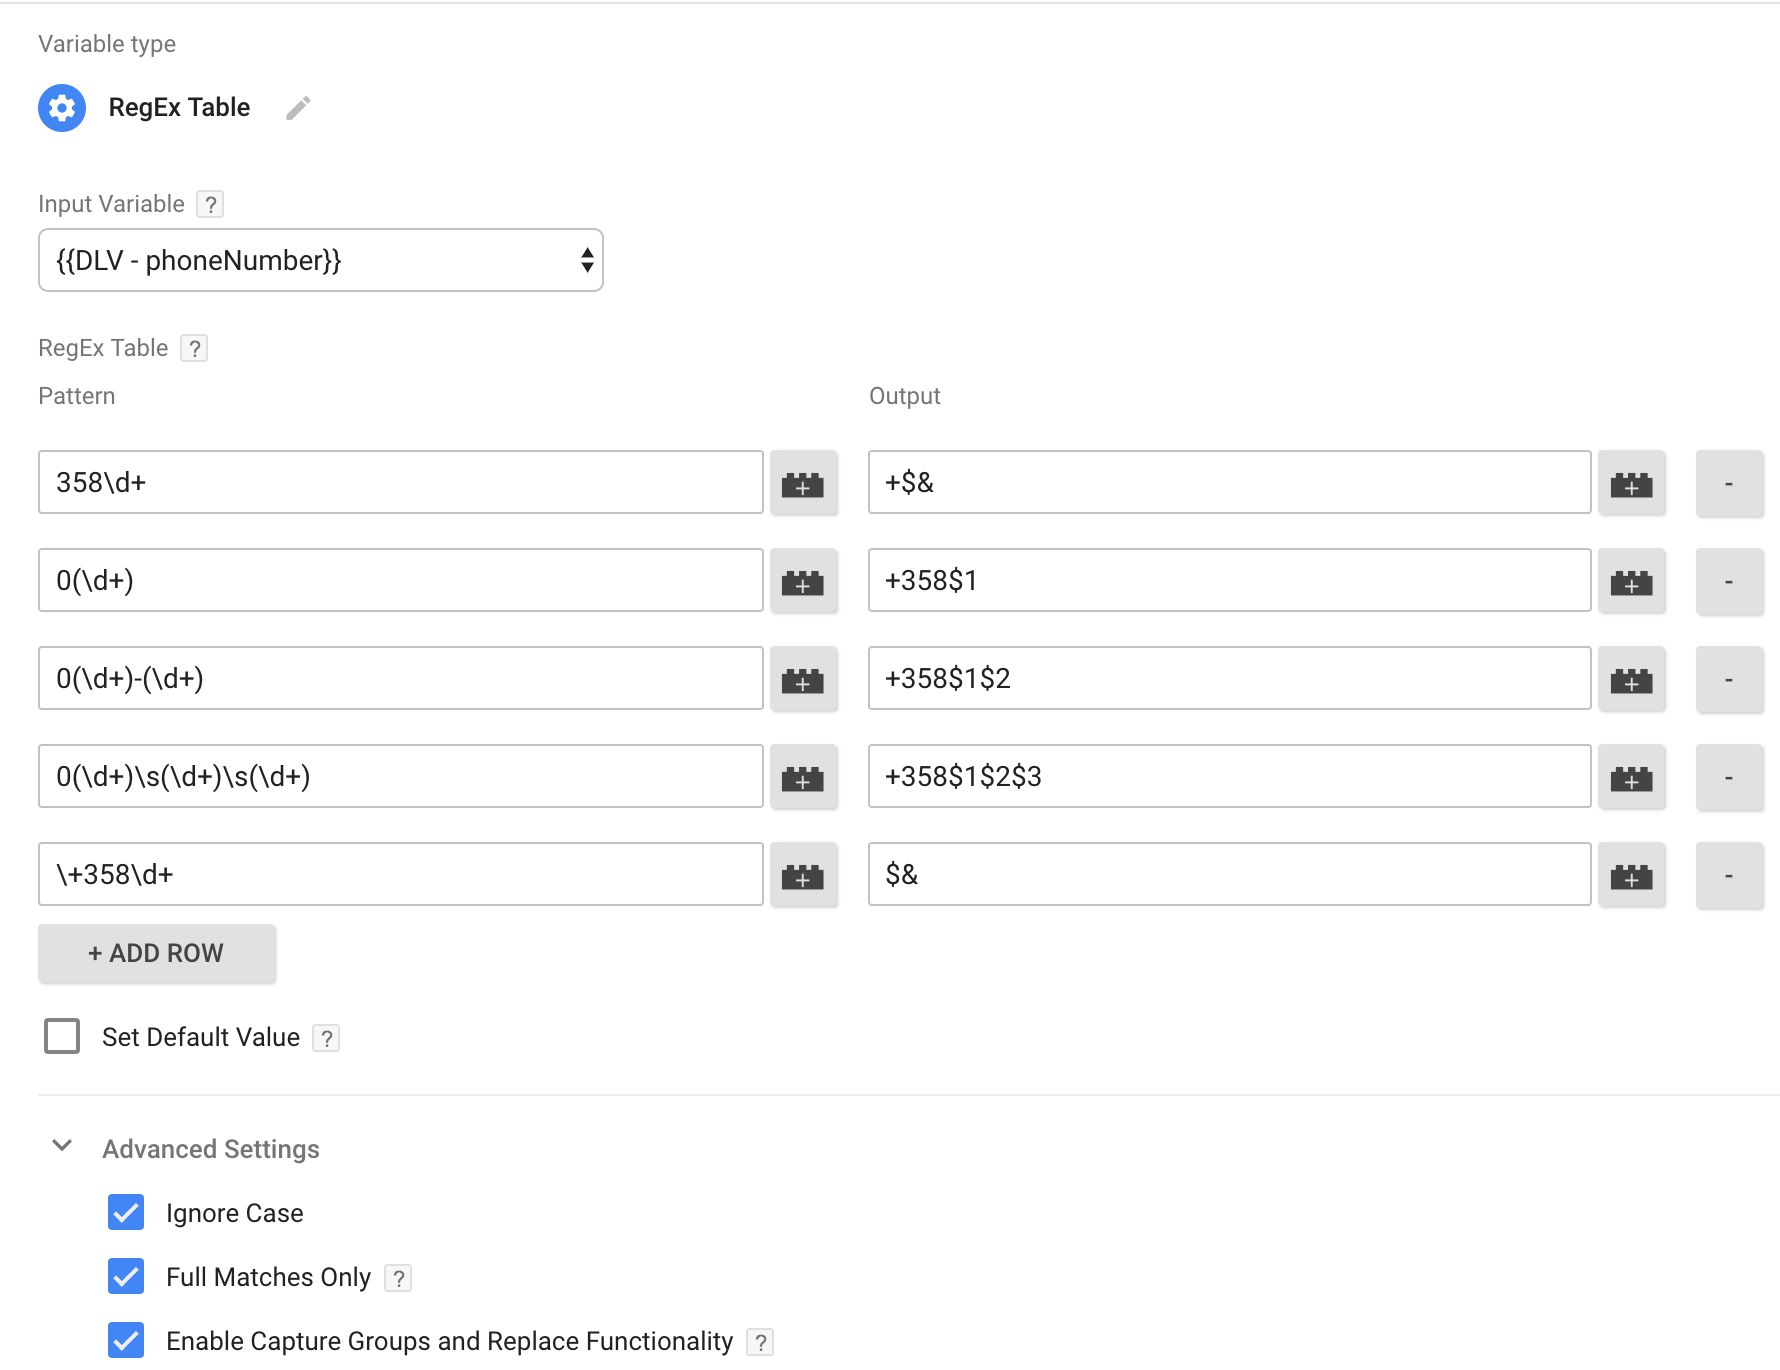 Variable type
RegEx Table
Input Variable ?
{{DLV - phoneNumber}}
RegEx Table ?
Pattern Output
358\d+ +$& -
0(\d+) +358$1 -
0(\d+)-(\d+) +358$1$2 -
0(\d+)\s(\d+)\s(\d+) +358$1$2$3 -
\+358\d+ $& -
+ ADD ROW
Set Default Value ?
Advanced Settings
Ignore Case
Full Matches Only ?
Enable Capture Groups and Replace Functionality ?